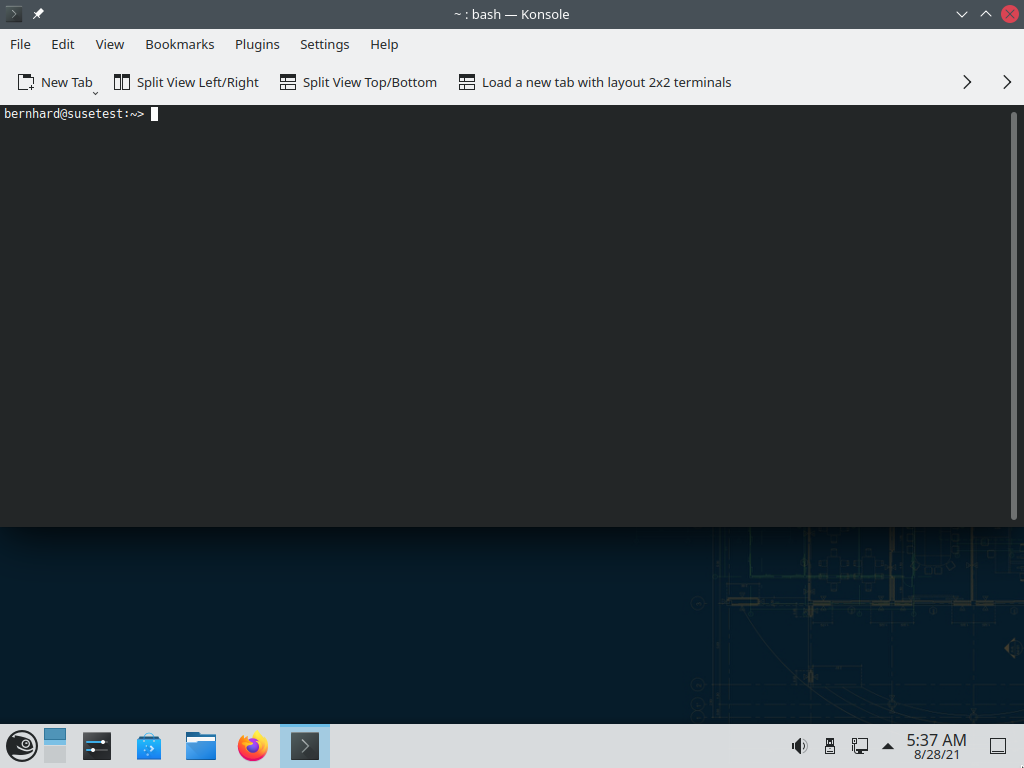 ~ : bash — Konsole
File Edit View Bookmarks Plugins Settings Help
New Tab Split View Left/Right Split View Top/Bottom Load a new tab with layout 2x2 terminals
bernhard@susetest:~>
5:37 AM
8/28/21